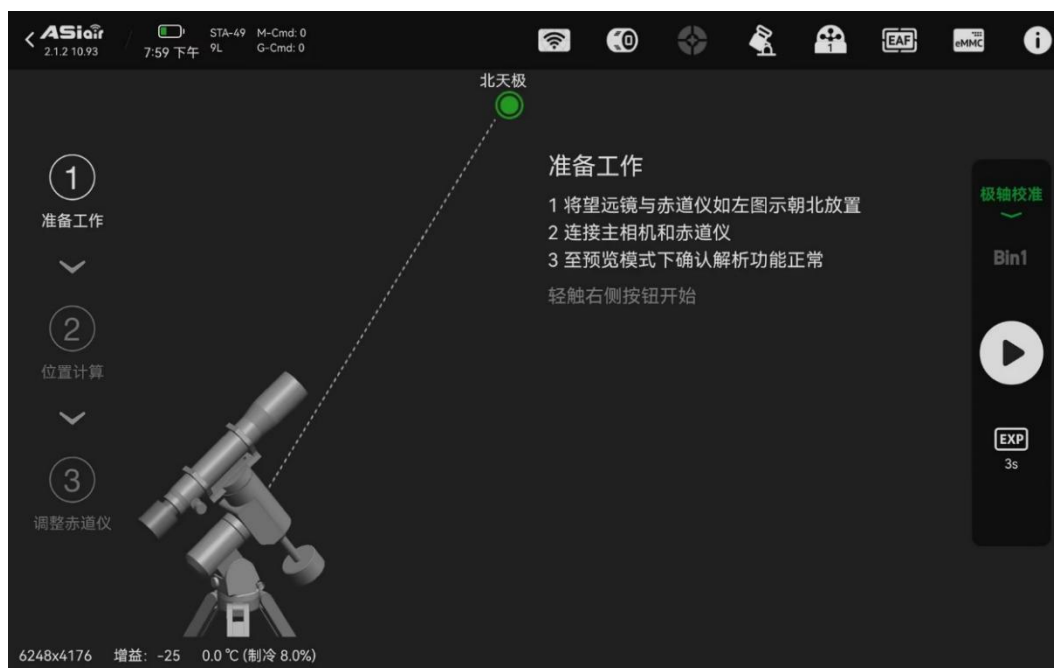 ASiair
2.1.2 10.93
7:59 下午
STA-49 M-Cmd: 0
9L G-Cmd: 0
0
1
EAF
eMMC
北天极
1
准备工作
2
位置计算
3
调整赤道仪
准备工作
1 将望远镜与赤道仪如左图示朝北放置
2 连接主相机和赤道仪
3 至预览模式下确认解析功能正常
轻触右侧按钮开始
极轴校准
Bin1
EXP
3s
6248x4176 增益: -25 0.0 ℃ (制冷 8.0%)